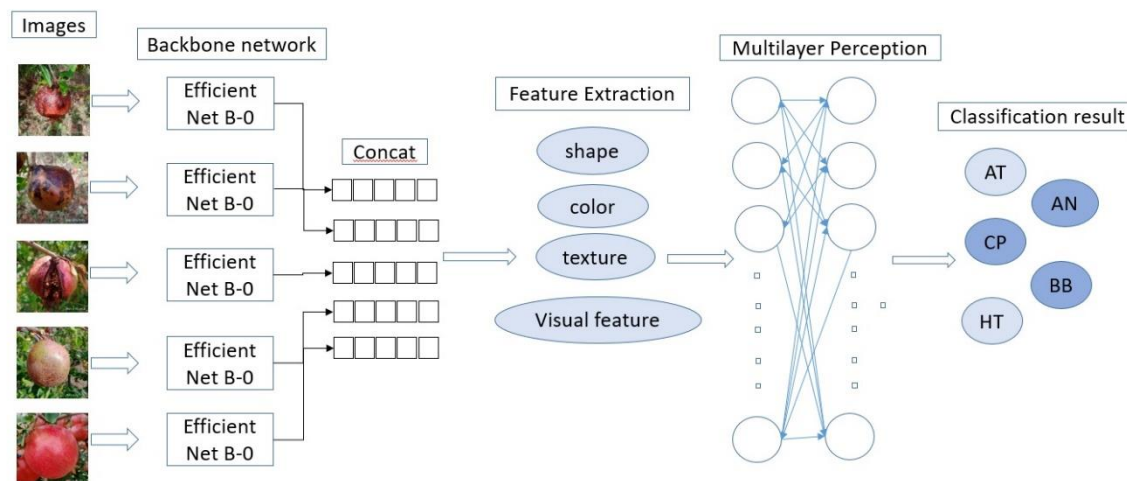 Images
Backbone network
Efficient
Net B-0
Efficient
Net B-0
Efficient
Net B-0
Efficient
Net B-0
Efficient
Net B-0
Concat
Feature Extraction
shape
color
texture
Visual feature
Multilayer Perception
Classification result
AT
AN
CP
BB
HT